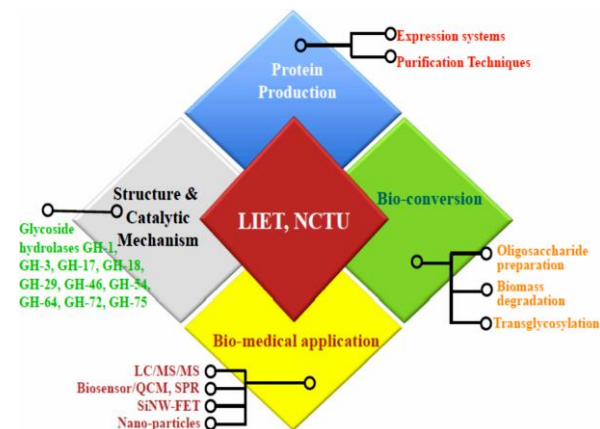 Expression systems
Purification Techniques
Protein
Production
Structure &
Catalytic
Mechanism
LIET, NCTU
Bio-conversion
Glycoside
hydrolases GH-1,
GH-3, GH-17, GH-18,
GH-29, GH-46, GH-54,
GH-64, GH-72, GH-75
Oligosaccharide
preparation
Biomass
degradation
Transglycosylation
Bio-medical application
LC/MS/MS
Biosensor/QCM, SPR
SiNW-FET
Nano-particles